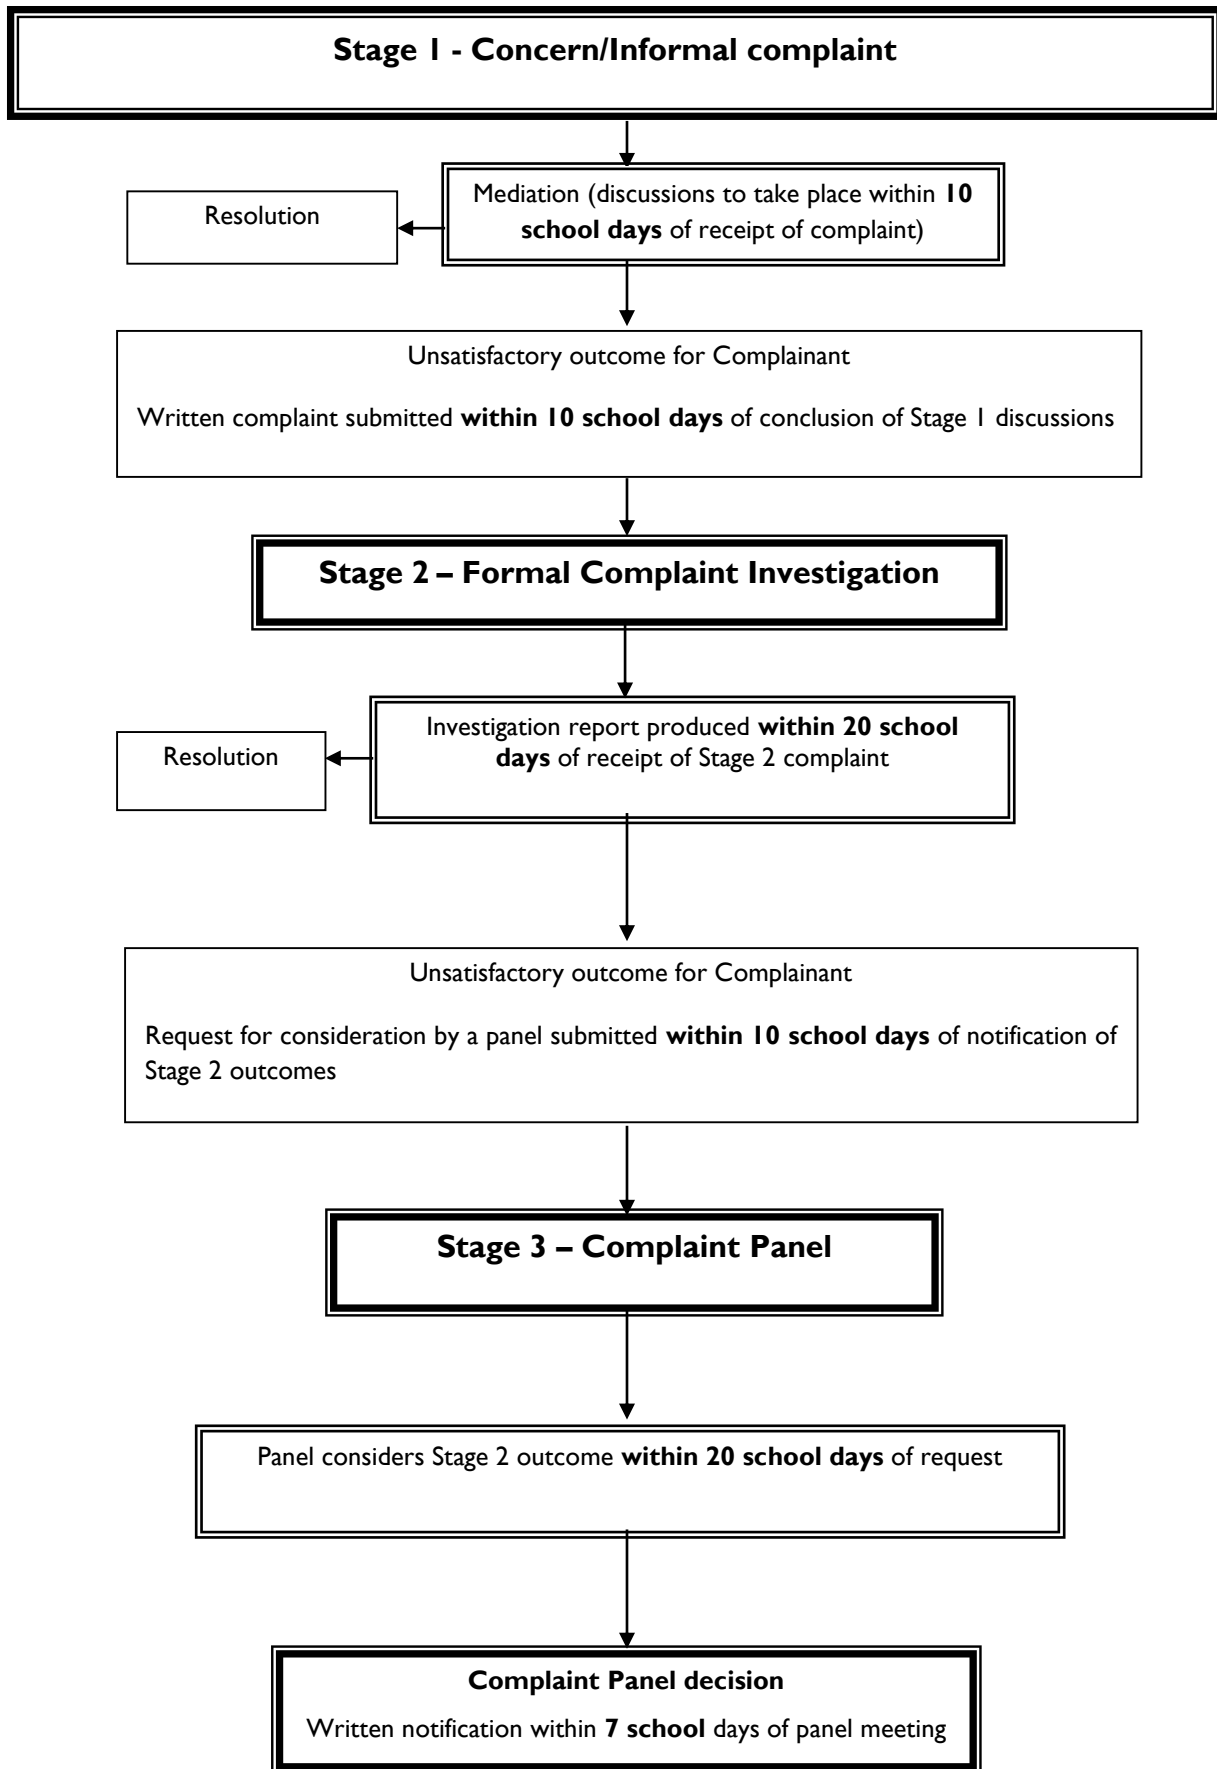 Stage 1 - Concern/Informal complaint
Mediation (discussions to take place within 10
school days of receipt of complaint)
Resolution
Unsatisfactory outcome for Complainant
Written complaint submitted within 10 school days of conclusion of Stage 1 discussions
Stage 2 – Formal Complaint Investigation
Investigation report produced within 20 school
days of receipt of Stage 2 complaint
Resolution
Unsatisfactory outcome for Complainant
Request for consideration by a panel submitted within 10 school days of notification of
Stage 2 outcomes
Stage 3 – Complaint Panel
Panel considers Stage 2 outcome within 20 school days of request
Complaint Panel decision
Written notification within 7 school days of panel meeting